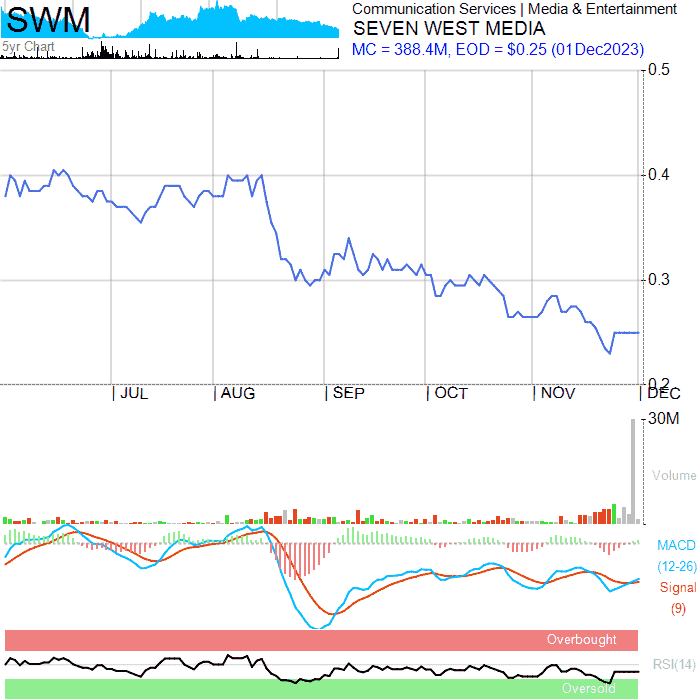 SWM
Communication Services | Media & Entertainment
SEVEN WEST MEDIA
5yr Chart
MC = 388.4M, EOD = $0.25 (01Dec2023)
0.5
0.4
0.3
0.2
| JUL | AUG | SEP | OCT | NOV | DEC
30M
Volume
MACD
(12-26)
Signal
(9)
Overbought
RSI(14)
Oversold